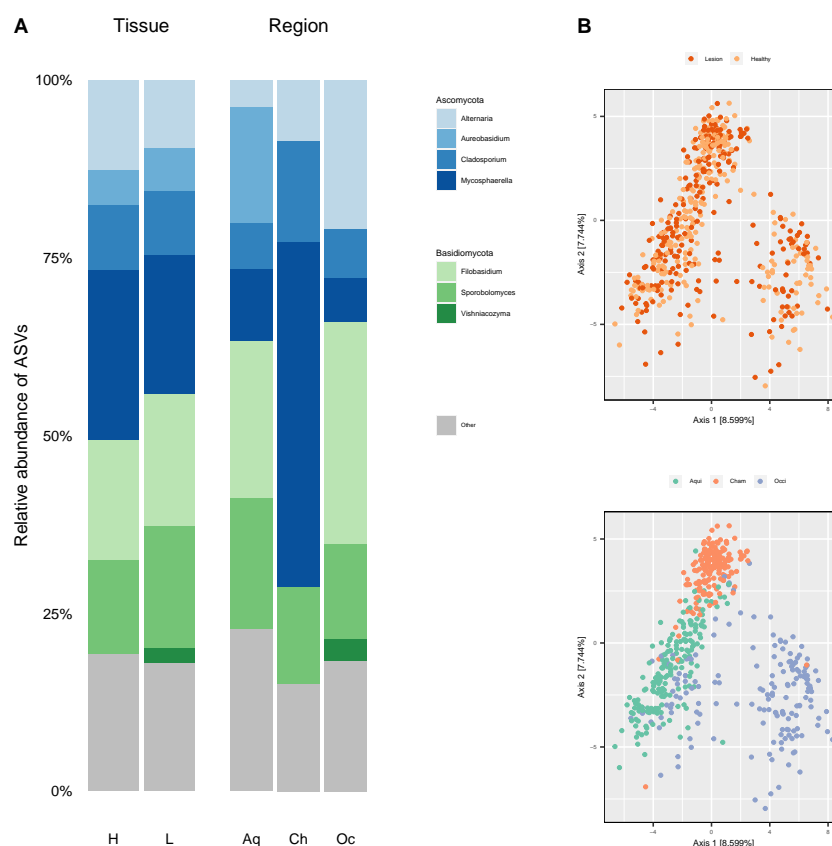 A
Tissue
Region
100%
75%
50%
25%
0%
Relative abundance of ASVs
H
L
Aq
Ch
Oc
Ascomycota
Alternaria
Aureobasidium
Cladosporium
Mycosphaerella
Basidiomycota
Filobasidium
Sporobolomyces
Vishniacozyma
Other
B
Lesion
Healthy
5
0
−5
−4
0
4
8
Axis 2 [7.744%]
Axis 1 [8.599%]
Aqui
Cham
Occi
5
0
−5
−4
0
4
8
Axis 2 [7.744%]
Axis 1 [8.599%]